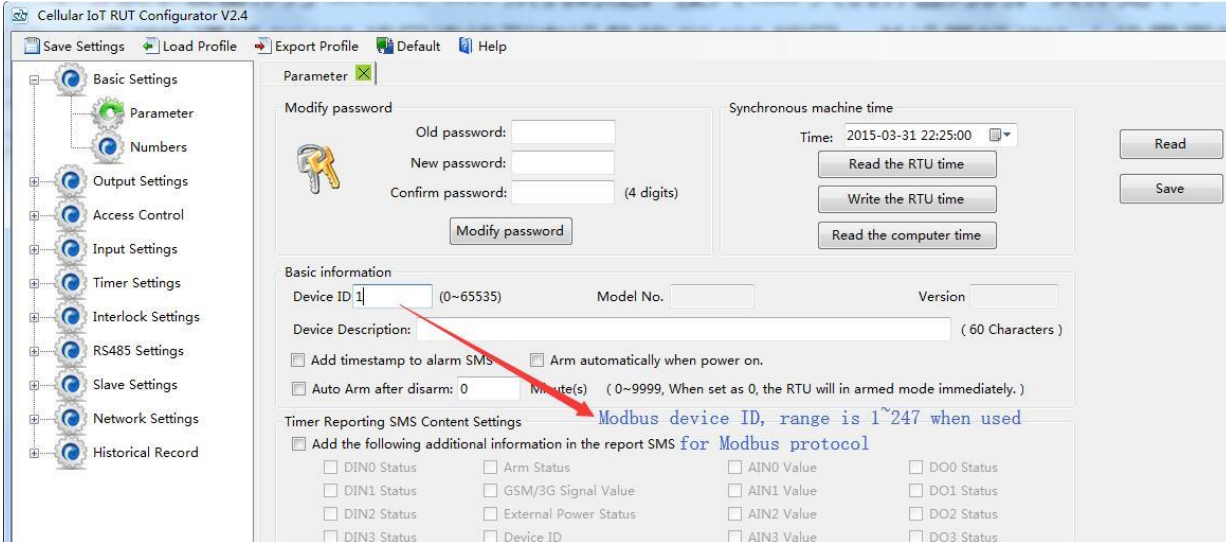 Cellular IoT RUT Configurator V2.4
Save Settings Load Profile Export Profile Default Help
Basic Settings
Parameter
Numbers
Output Settings
Access Control
Input Settings
Timer Settings
Interlock Settings
RS485 Settings
Slave Settings
Network Settings
Historical Record
Parameter
Modify password
Old password:
New password:
Confirm password: (4 digits)
Modify password
Synchronous machine time
Time: 2015-03-31 22:25:00
Read the RTU time
Write the RTU time
Read the computer time
Read
Save
Basic information
Device ID 1 (0~65535) Model No. Version
Device Description: ( 60 Characters )
Add timestamp to alarm SMS Arm automatically when power on.
Auto Arm after disarm: 0 Minute(s) ( 0~9999, When set as 0, the RTU will in armed mode immediately. )
Modbus device ID, range is 1~247 when used
for Modbus protocol
Timer Reporting SMS Content Settings
Add the following additional information in the report SMS
DIN0 Status Arm Status AIN0 Value DO0 Status
DIN1 Status GSM/3G Signal Value AIN1 Value DO1 Status
DIN2 Status External Power Status AIN2 Value DO2 Status
DIN3 Status Device ID AIN3 Value DO3 Status